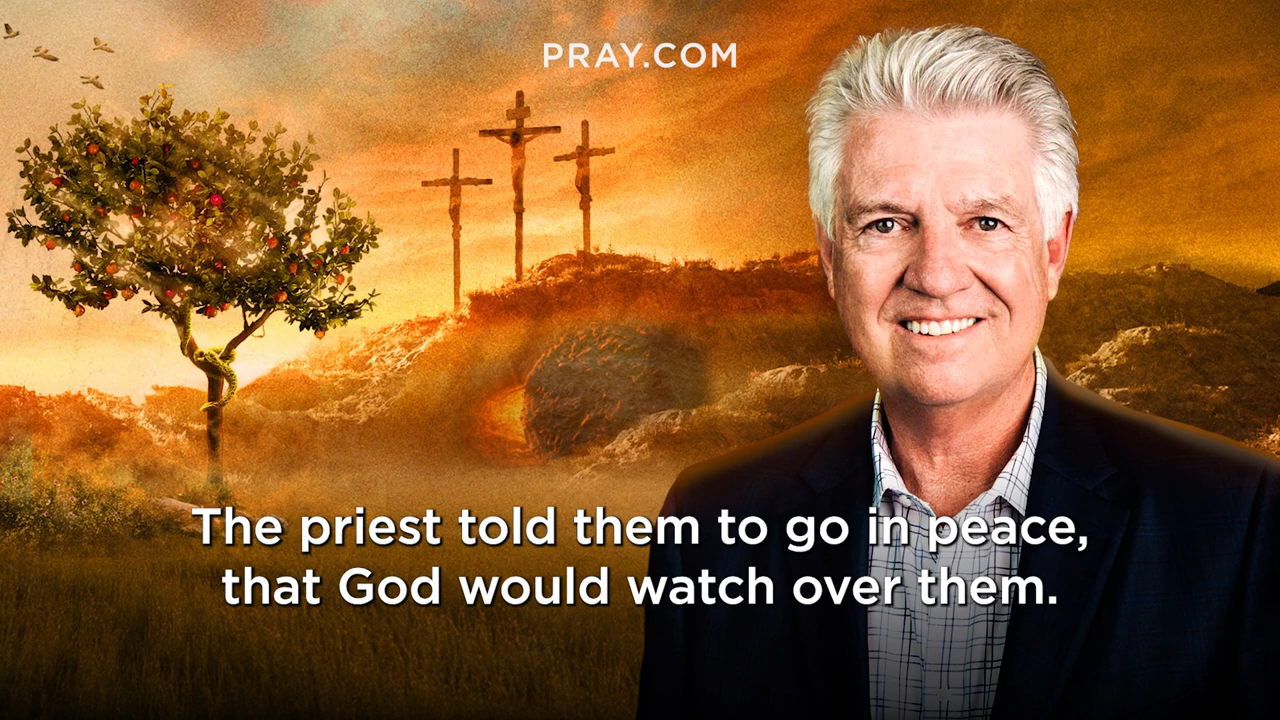 PRAY.COM
The priest told them to go in peace,
that God would watch over them.